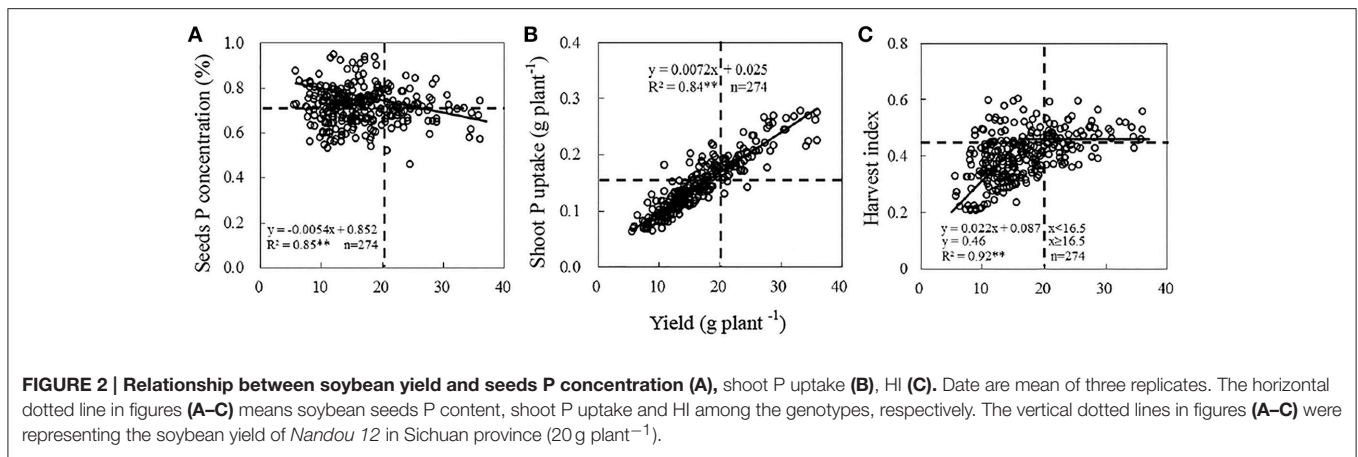 A
B
C
Seeds P concentration (%)
1.0
0.8
0.6
0.4
0.2
0.0
y = -0.0054x + 0.852
R² = 0.85** n=274
0
10
20
30
40
Shoot P uptake (g plant⁻¹)
0.4
0.3
0.2
0.1
0.0
y = 0.0072x + 0.025
R² = 0.84** n=274
0
10
20
30
40
Yield (g plant ⁻¹)
Harvest index
0.8
0.6
0.4
0.2
0
y = 0.022x + 0.087 x<16.5
y = 0.46 x≥16.5
R² = 0.92** n=274
0
10
20
30
40
FIGURE 2 | Relationship between soybean yield and seeds P concentration (A), shoot P uptake (B), HI (C). Date are mean of three replicates. The horizontal
dotted line in figures (A–C) means soybean seeds P content, shoot P uptake and HI among the genotypes, respectively. The vertical dotted lines in figures (A–C) were
representing the soybean yield of Nandou 12 in Sichuan province (20 g plant⁻¹).